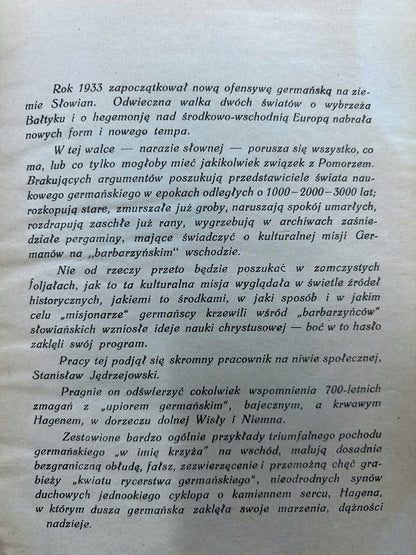 Rok 1933 zapoczątkował nową ofensywę germańską na zie-
mie Słowian. Odwieczna walka dwóch światów o wybrzeża
Bałtyku i o hegemonję nad środkowo-wschodnią Europą nabrała
nowych form i nowego tempa.
W tej walce — narazie słownej — porusza się wszystko, co
ma, lub co tylko mogłoby mieć jakikolwiek związek z Pomorzem.
Brakujących argumentów poszukują przedstawiciele świata nau-
kowego germańskiego w epokach odległych o 1000—2000—3000 lat;
rozkopują stare, zmurszałe już groby, naruszają spokój umarłych,
rozdrapują zaschłe już rany, wygrzebują w archiwach zaśnie-
działe pergaminy, mające świadczyć o kulturalnej misji Ger-
manów na „barbarzyńskim” wschodzie.
Nie od rzeczy przeto będzie poszukać w zamczystych
foljałach, jak to ta kulturalna misja wyglądała w świetle źródeł
historycznych, jakiemi to środkami, w jaki sposób i w jakim
celu „misjonarze” germańscy krzewili wśród „barbarzyńców”
słowiańskich wzniosłe ideje nauki chrystusowej — boć w to hasło
zaklęli swój program.
Pracy tej podjął się skromny pracownik na niwie społecznej,
Stanisław Jędrzejowski.
Pragnie on odświerzyć cokolwiek wspomnienia 700-letnich
zmagań z „upiorem germańskim”, bajecznym, a krwawym
Hagenem, w dorzeczu dolnej Wisły i Niemna.
Zestawione bardzo ogólnie przykłady triumfalnego pochodu
germańskiego „w imię krzyża” na wschód, malują dosadnie
bezgraniczną obłudę, fałsz, zezwierzęcenie i przemożną chęć gra-
bieży „kwiatu rycerstwa germańskiego”, nieodrodnych synów
duchowych jednookiego cyklopa o kamiennem sercu, Hagena,
w którym dusza germańska zaklęła swoje marzenia, dążności
i nadzieje.